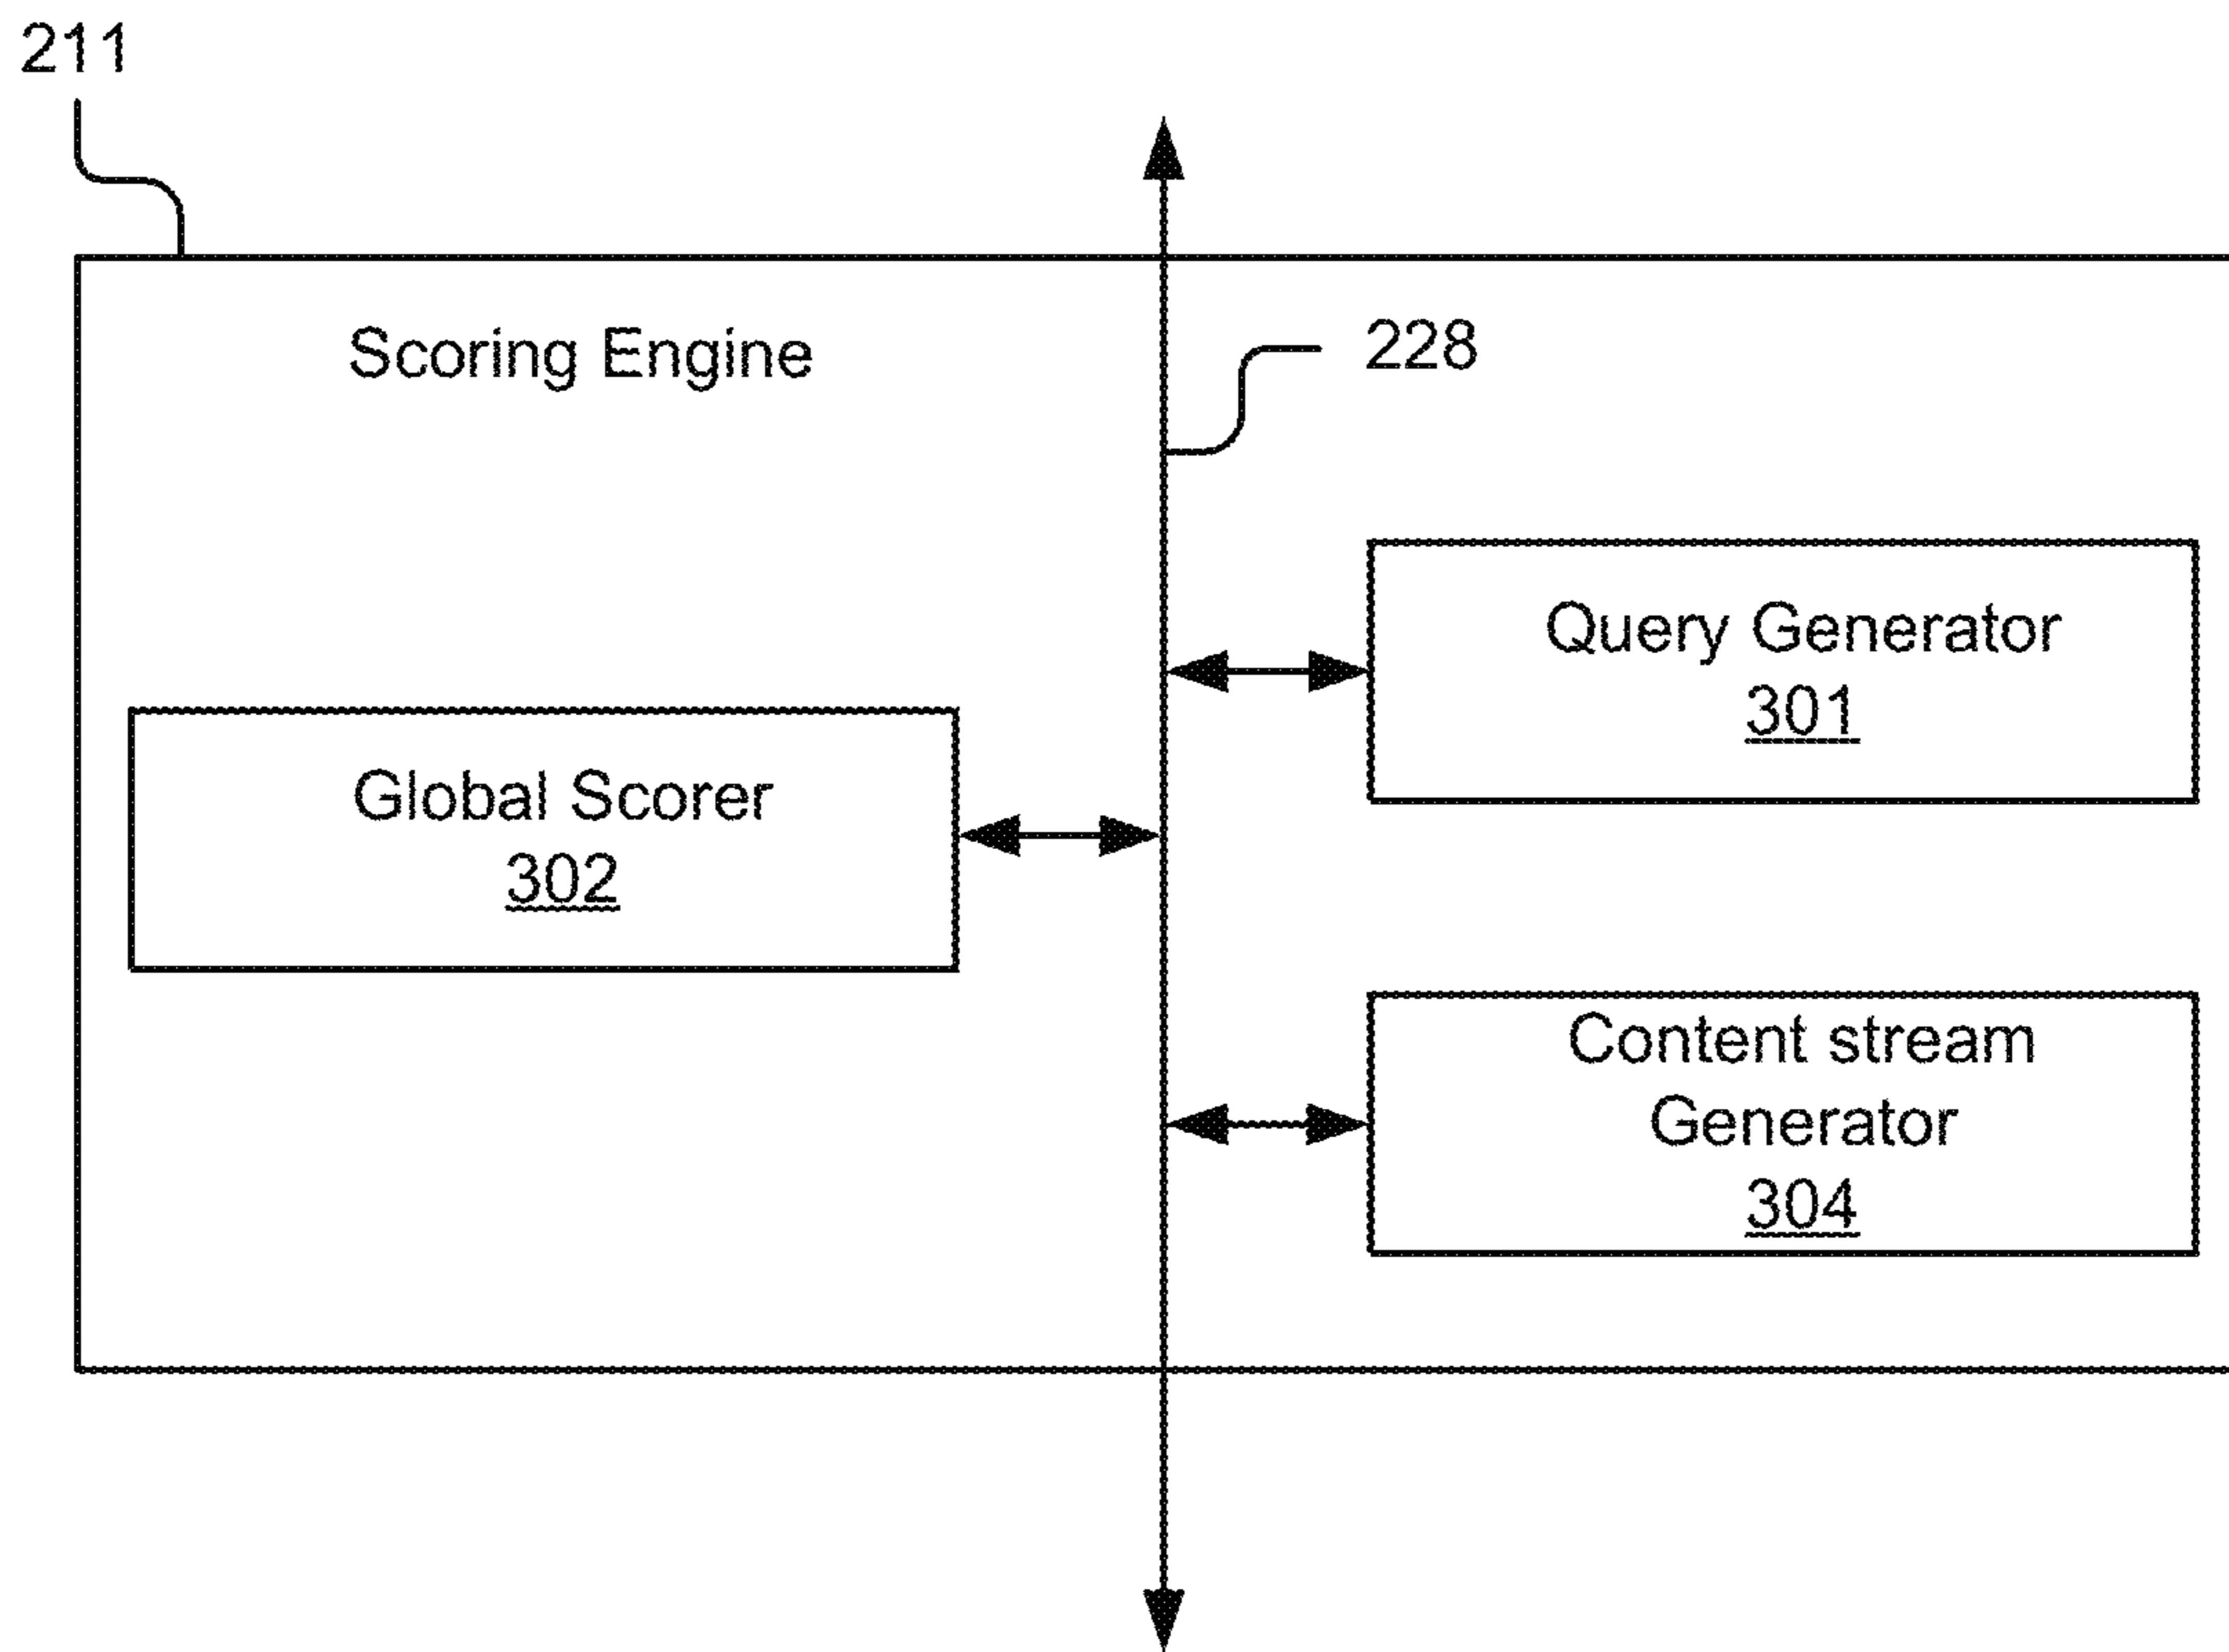 211
Scoring Engine
228
Query Generator
301
Global Scorer
302
Content stream
Generator
304